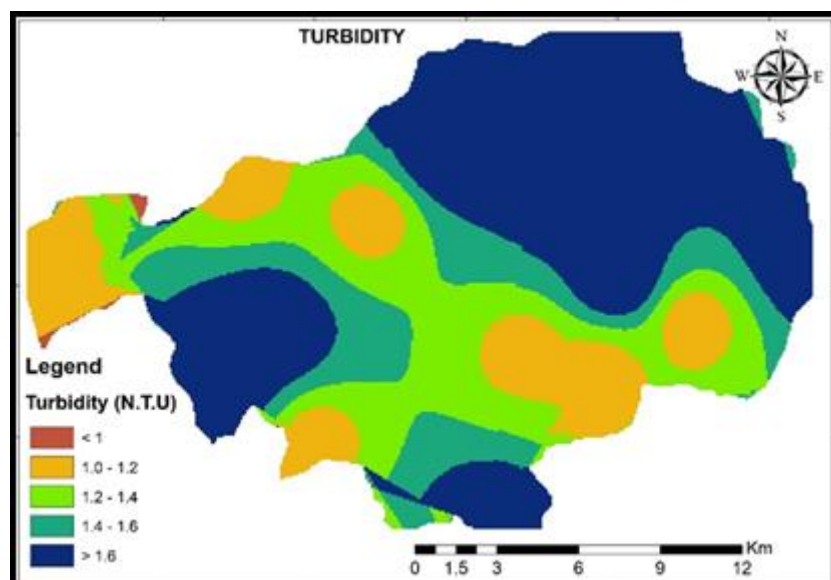 TURBIDITY
N
W E
S
Legend
Turbidity (N.T.U)
< 1
1.0 - 1.2
1.2 - 1.4
1.4 - 1.6
> 1.6
Km
0 1.5 3 6 9 12